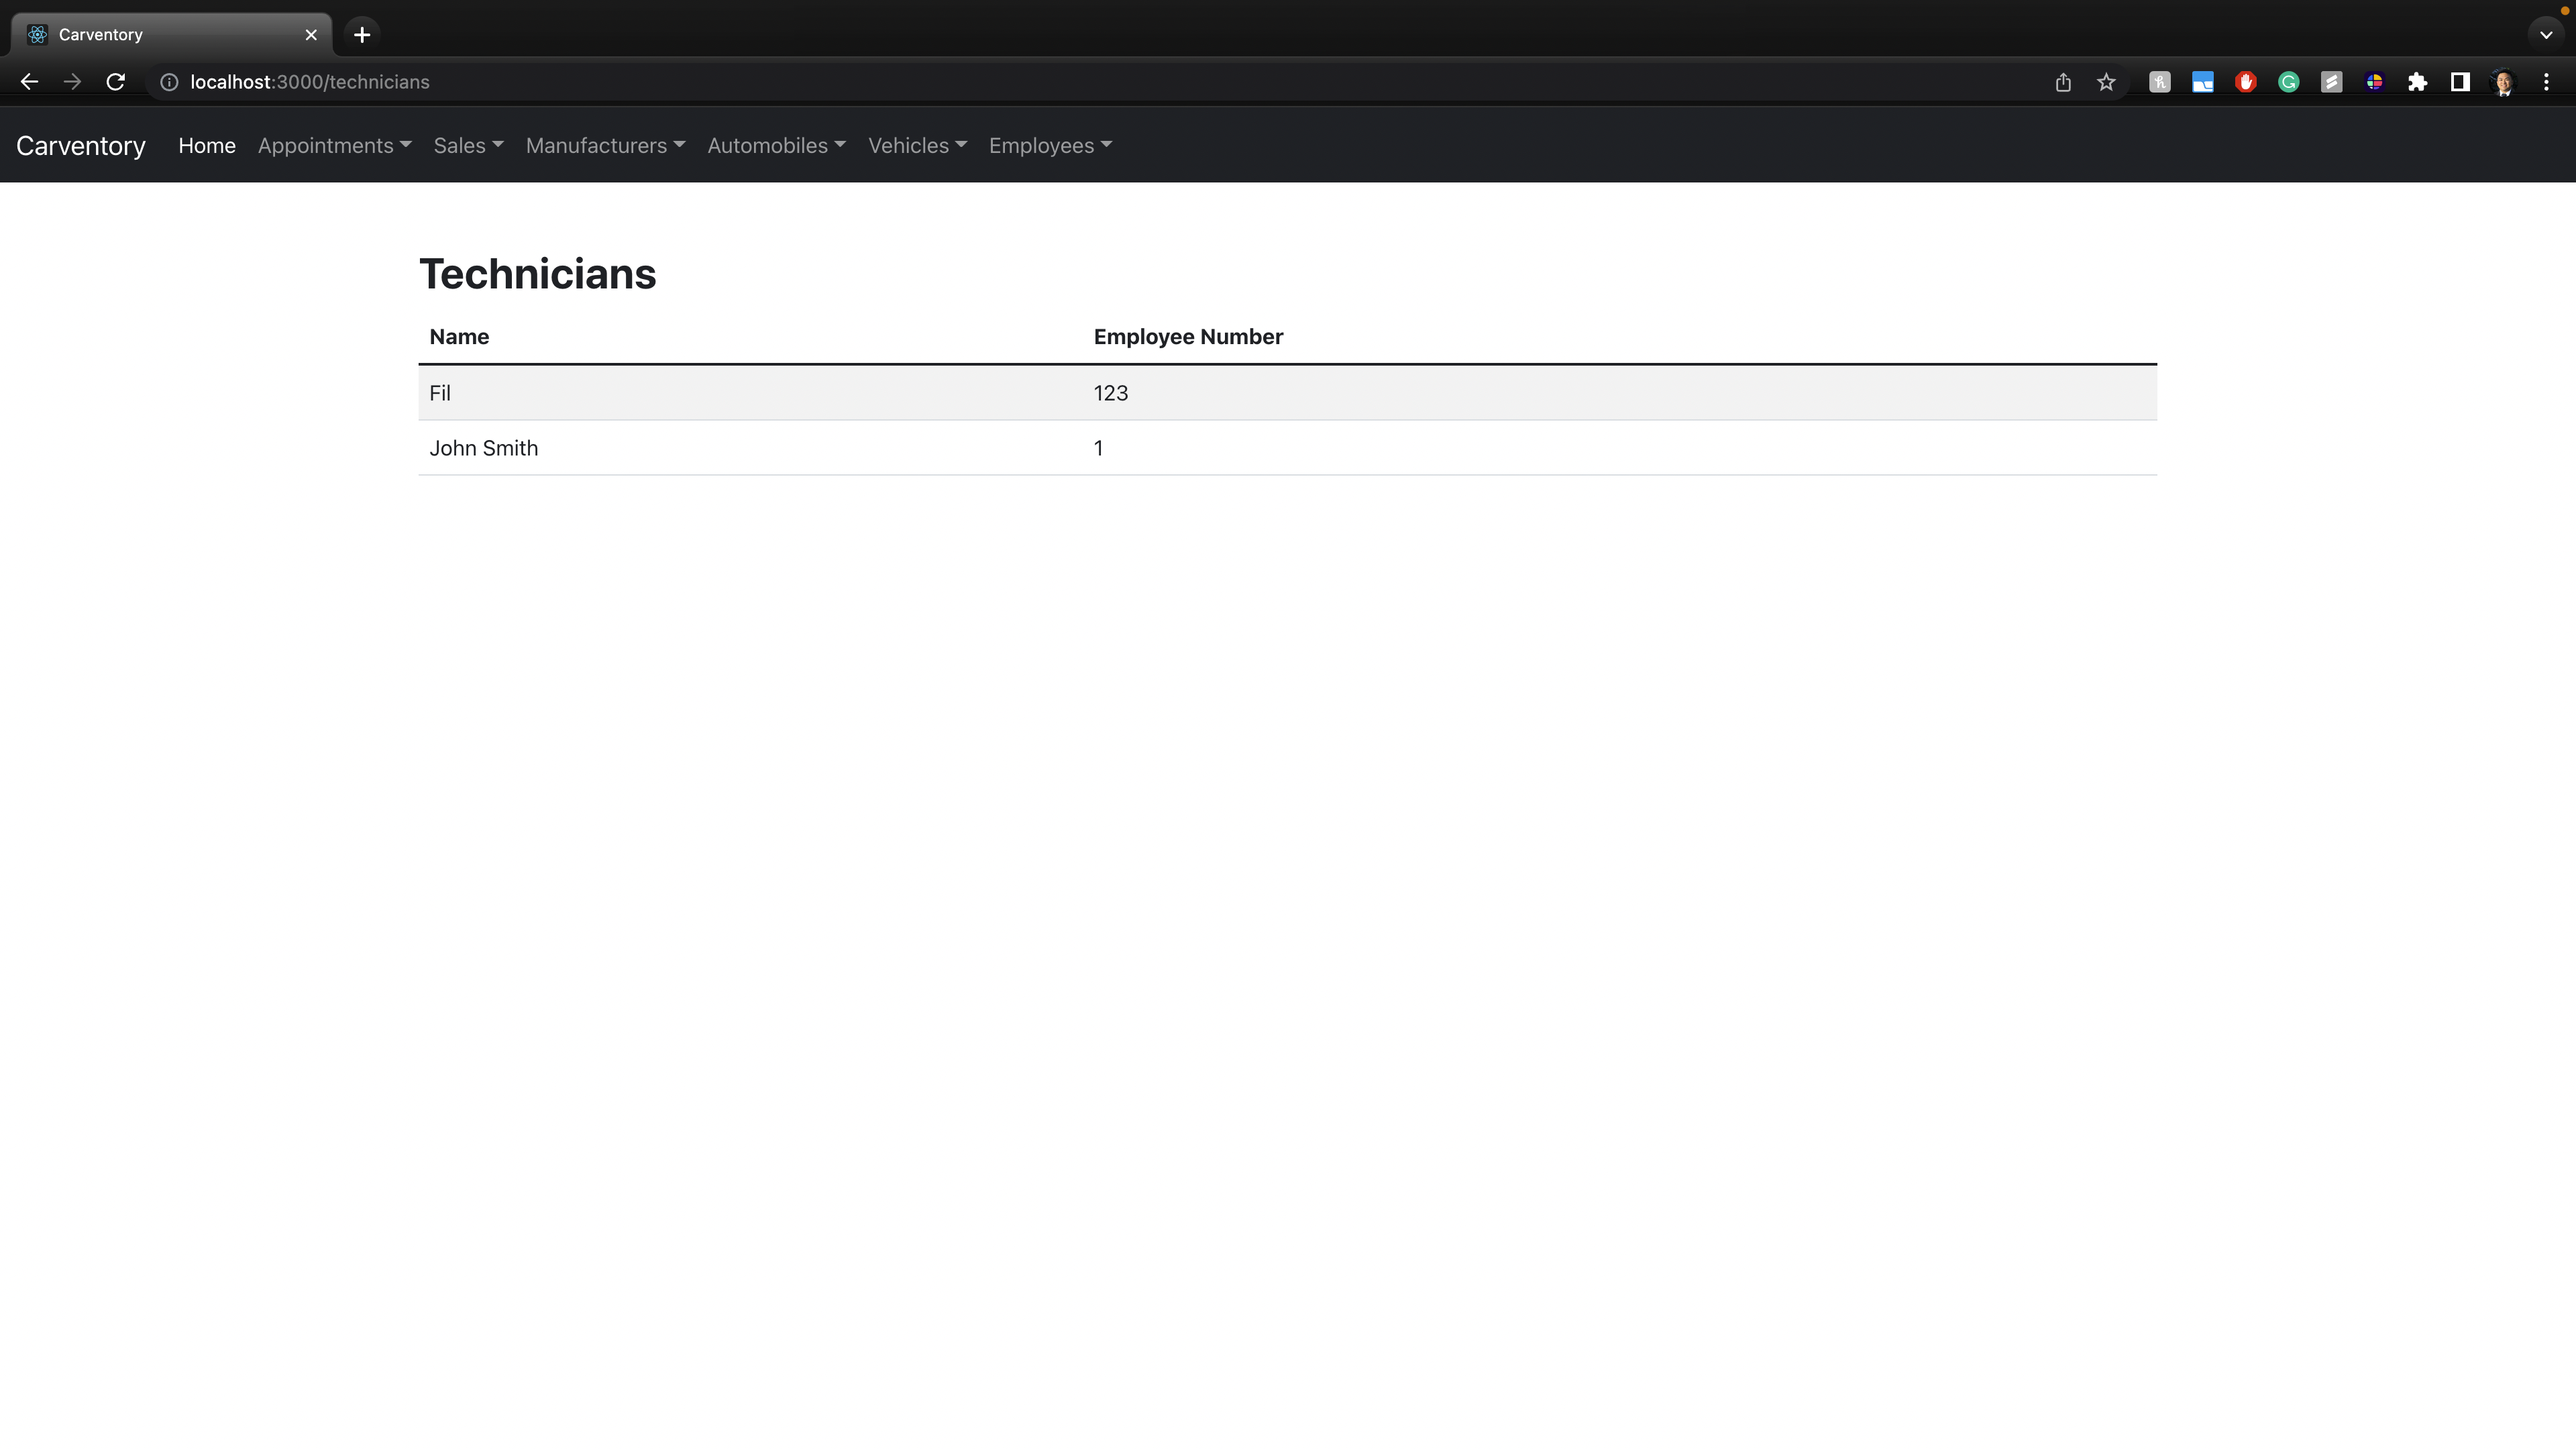 Carventory
localhost:3000/technicians
Carventory Home Appointments Sales Manufacturers Automobiles Vehicles Employees
Technicians
Name Employee Number
Fil 123
John Smith 1